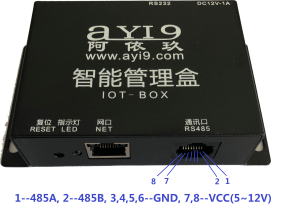 RS232 DC12V-1A
aYi9
阿依玖
www.ayi9.com
智能管理盒
IOT-BOX
复位 指示灯 网口 通讯口
RESET LED NET RS485
8 7 2 1
1--485A, 2--485B, 3,4,5,6--GND, 7,8--VCC(5~12V)